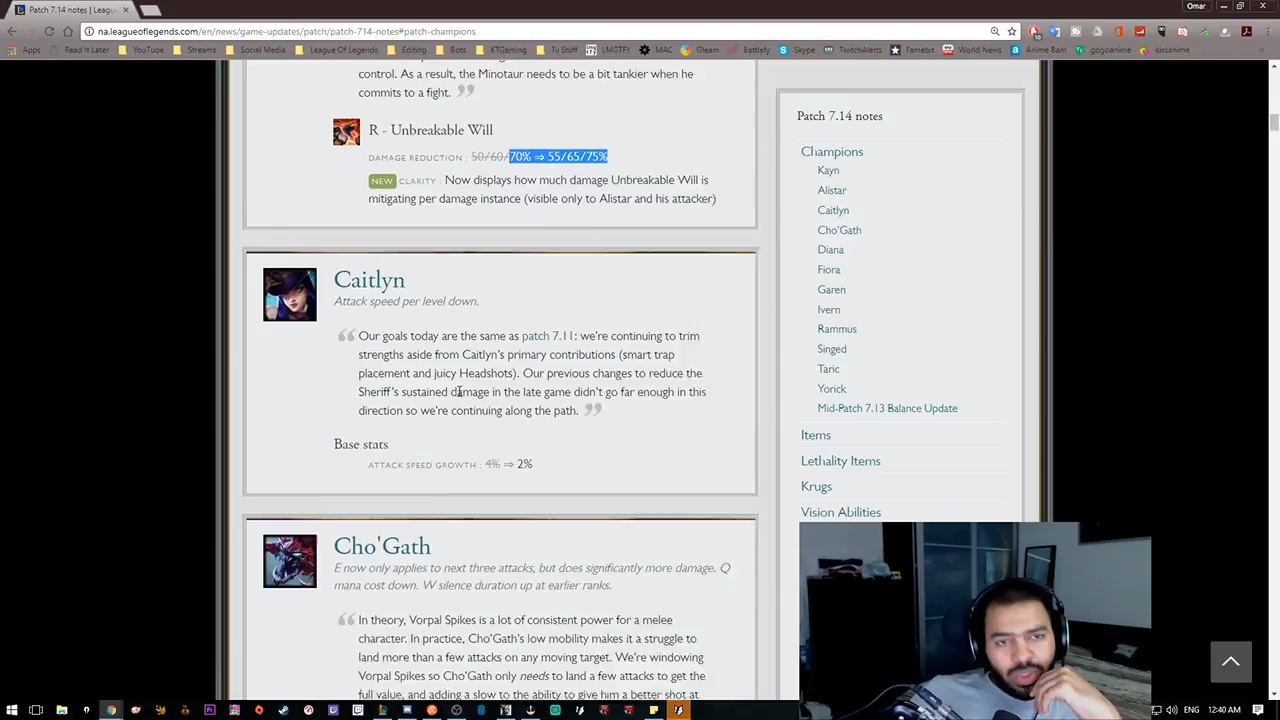 Patch 7.14 notes | Leagu
Omar
na.leagueoflegends.com/en/news/game-updates/patch/patch-714-notes#patch-champions
Apps
Read It Later
YouTube
Streams
Social Media
League Of Legends
Editing
Bots
KTGaming
Tv Stuff
LMGTFY
MAC
Gleam
Battlefy
Skype
TwitchAlerts
Famebit
World News
Anime Bam
gogoanime
kissanime
control. As a result, the Minotaur needs to be a bit tankier when he
commits to a fight.
R - Unbreakable Will
DAMAGE REDUCTION : 50/60/70% ⇒ 55/65/75%
NEW CLARITY : Now displays how much damage Unbreakable Will is
mitigating per damage instance (visible only to Alistar and his attacker)
Caitlyn
Attack speed per level down.
Our goals today are the same as patch 7.11: we're continuing to trim
strengths aside from Caitlyn's primary contributions (smart trap
placement and juicy Headshots). Our previous changes to reduce the
Sheriff's sustained damage in the late game didn't go far enough in this
direction so we're continuing along the path.
Base stats
ATTACK SPEED GROWTH : 4% ⇒ 2%
Cho'Gath
E now only applies to next three attacks, but does significantly more damage. Q
mana cost down. W silence duration up at earlier ranks.
In theory, Vorpal Spikes is a lot of consistent power for a melee
character. In practice, Cho'Gath's low mobility makes it a struggle to
land more than a few attacks on any moving target. We're windowing
Vorpal Spikes so Cho'Gath only needs to land a few attacks to get the
full value, and adding a slow to the ability to give him a better shot at
Patch 7.14 notes
Champions
Kayn
Alistar
Caitlyn
Cho'Gath
Diana
Fiora
Garen
Ivern
Rammus
Singed
Taric
Yorick
Mid-Patch 7.13 Balance Update
Items
Lethality Items
Krugs
Vision Abilities
ENG
12:40 AM